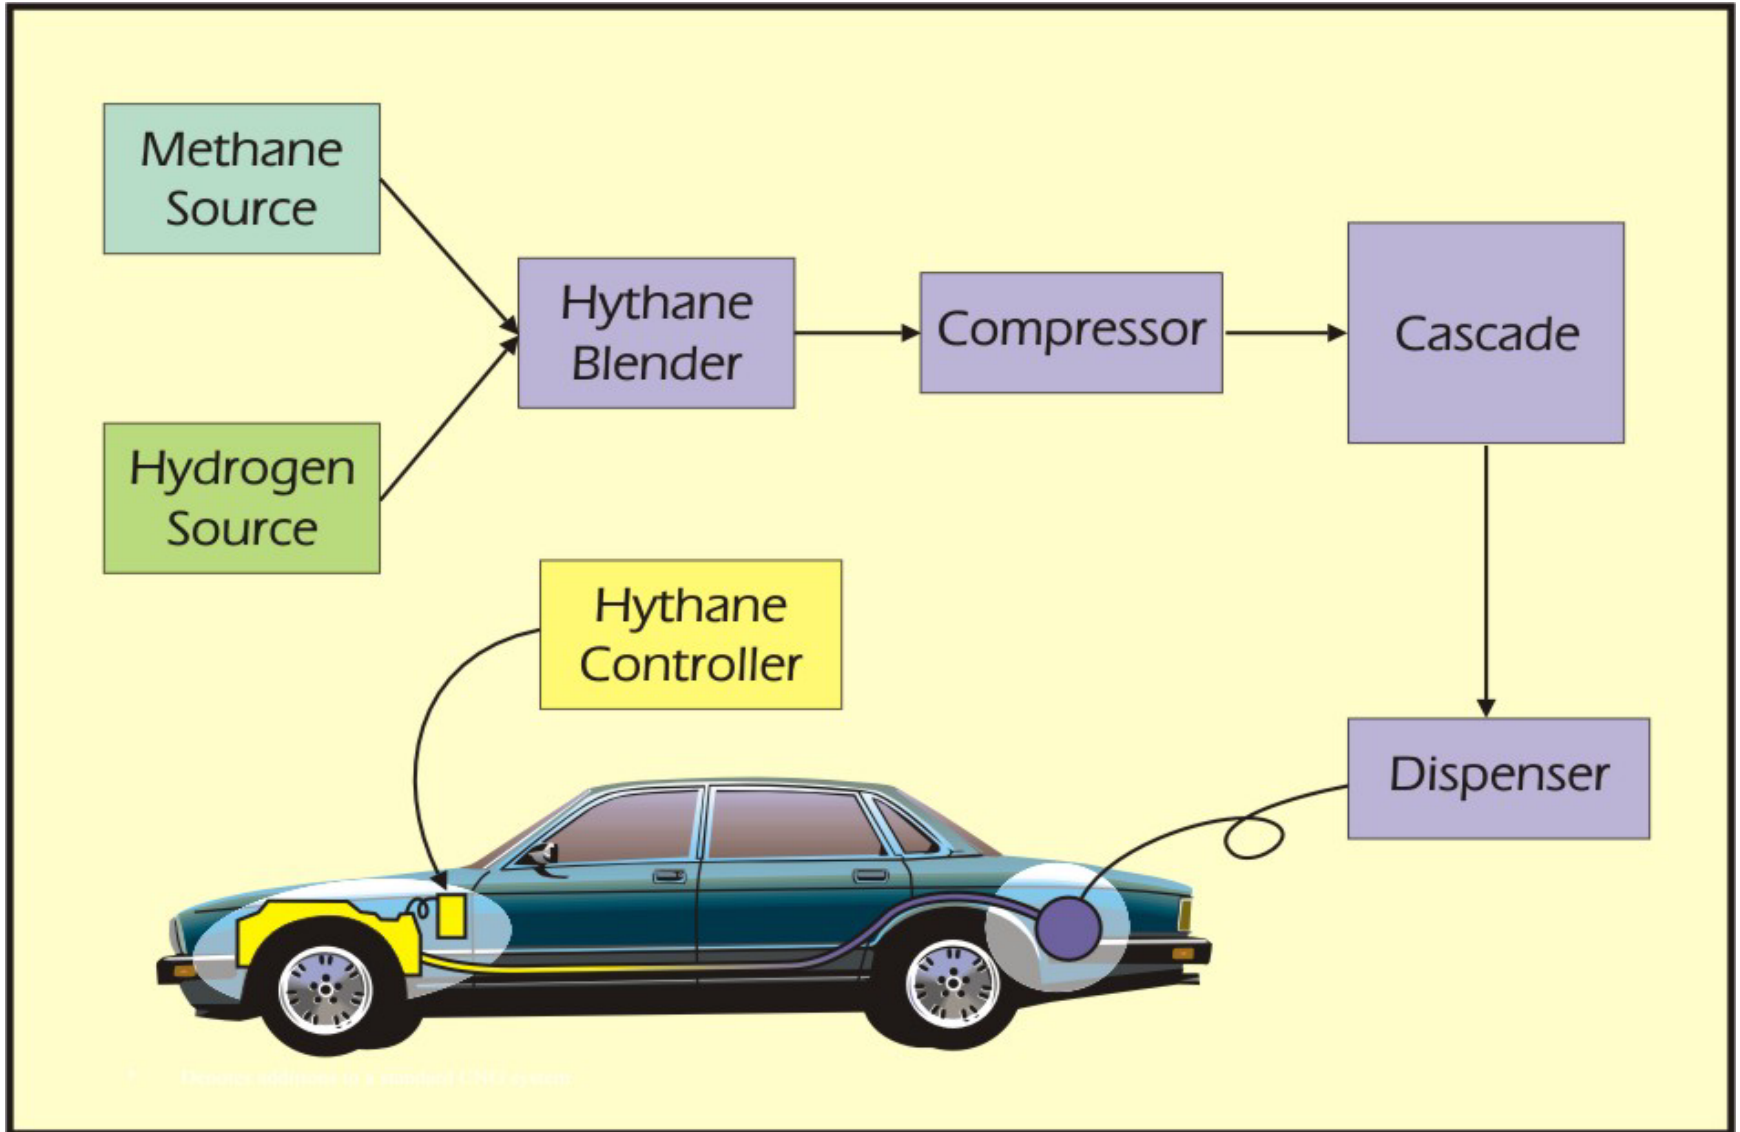 Methane
Source
Hythane
Blender
Compressor
Cascade
Hydrogen
Source
Hythane
Controller
Dispenser